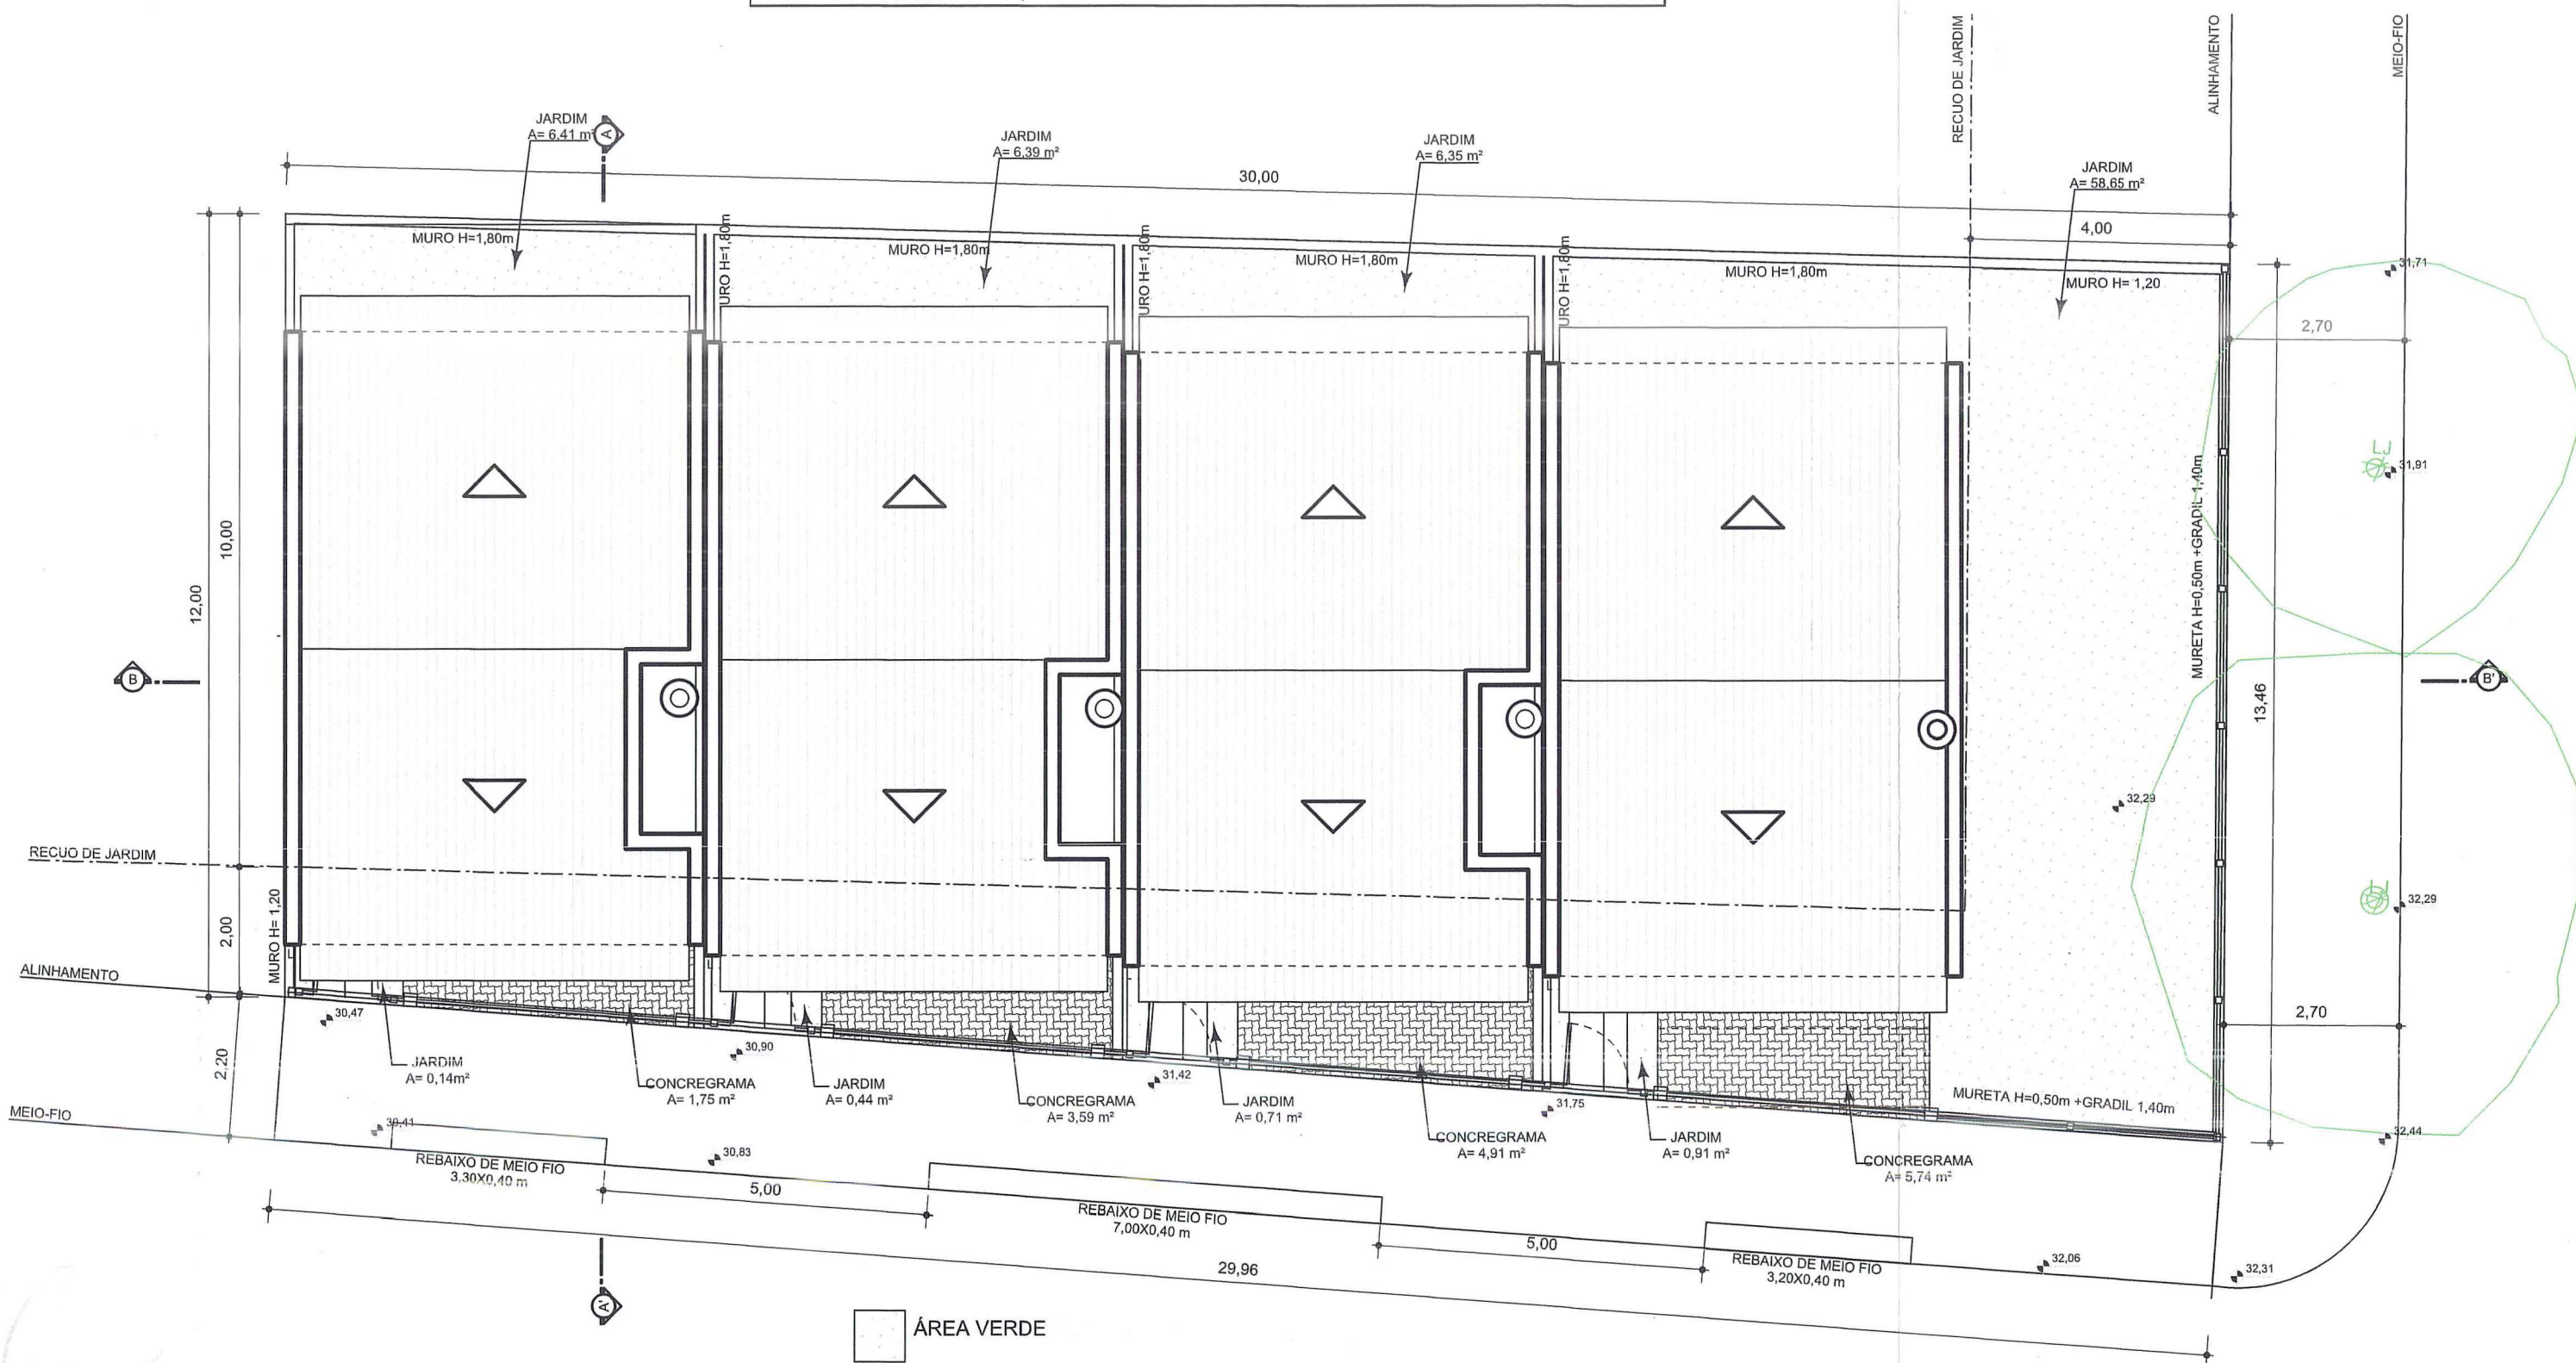 RECUO DE JARDIM
ALINHAMENTO
MEIO-FIO
JARDIM
A= 6,41 m²
A
JARDIM
A= 6,39 m²
JARDIM
A= 6,35 m²
JARDIM
A= 58,65 m²
30,00
4,00
MURO H=1,80m
URO H=1,80m
MURO H=1,80m
URO H=1,80m
MURO H=1,80m
URO H=1,80m
MURO H=1,80m
MURO H= 1,20
31,71
2,70
LJ
31,91
MURETA H=0,50m +GRADIL 1,40m
10,00
12,00
13,46
B
B'
32,29
LJ
32,29
RECUO DE JARDIM
2,00
MURO H= 1,20
ALINHAMENTO
2,20
MEIO-FIO
30,47
JARDIM
A= 0,14m²
CONCREGRAMA
A= 1,75 m²
30,90
JARDIM
A= 0,44 m²
CONCREGRAMA
A= 3,59 m²
31,42
JARDIM
A= 0,71 m²
CONCREGRAMA
A= 4,91 m²
31,75
JARDIM
A= 0,91 m²
CONCREGRAMA
A= 5,74 m²
MURETA H=0,50m +GRADIL 1,40m
2,70
32,44
30,41
REBAIXO DE MEIO FIO
3,30X0,40 m
30,83
5,00
REBAIXO DE MEIO FIO
7,00X0,40 m
5,00
REBAIXO DE MEIO FIO
3,20X0,40 m
32,06
32,31
29,96
A'
ÁREA VERDE